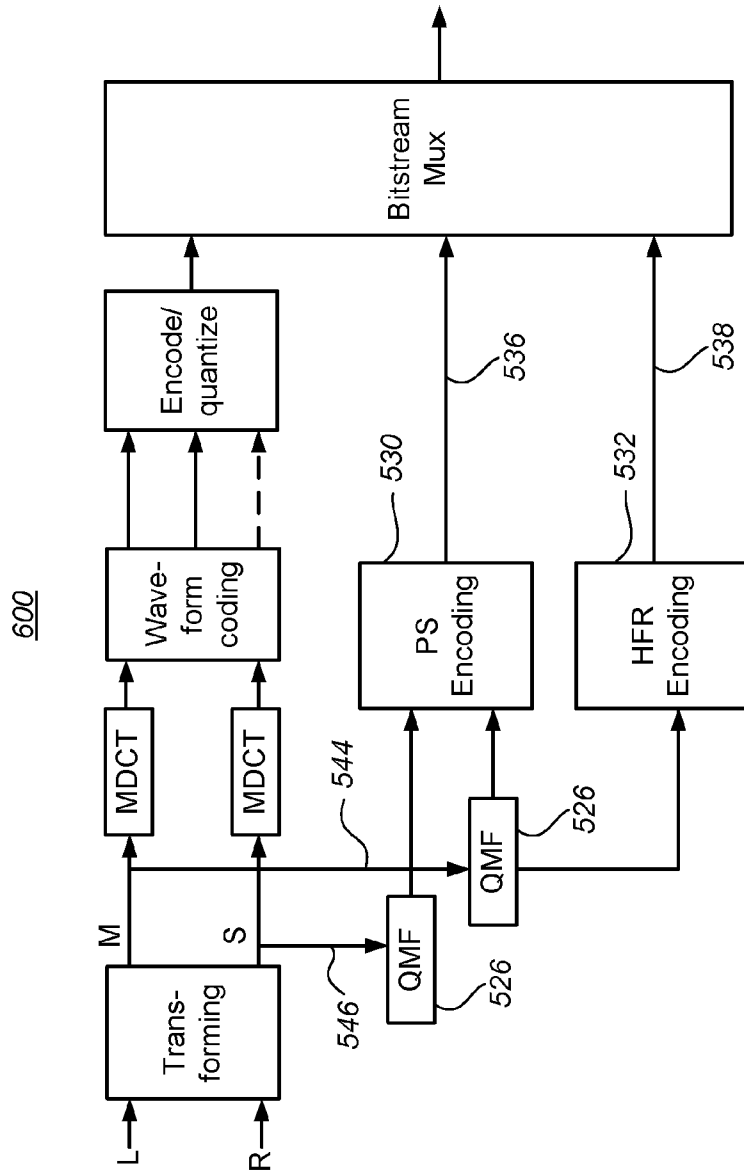 600
L
R
Trans-
forming
M
S
MDCT
MDCT
Wave-
form
coding
Encode/
quantize
Bitstream
Mux
544
546
QMF
526
QMF
526
PS
Encoding
530
536
HFR
Encoding
532
538